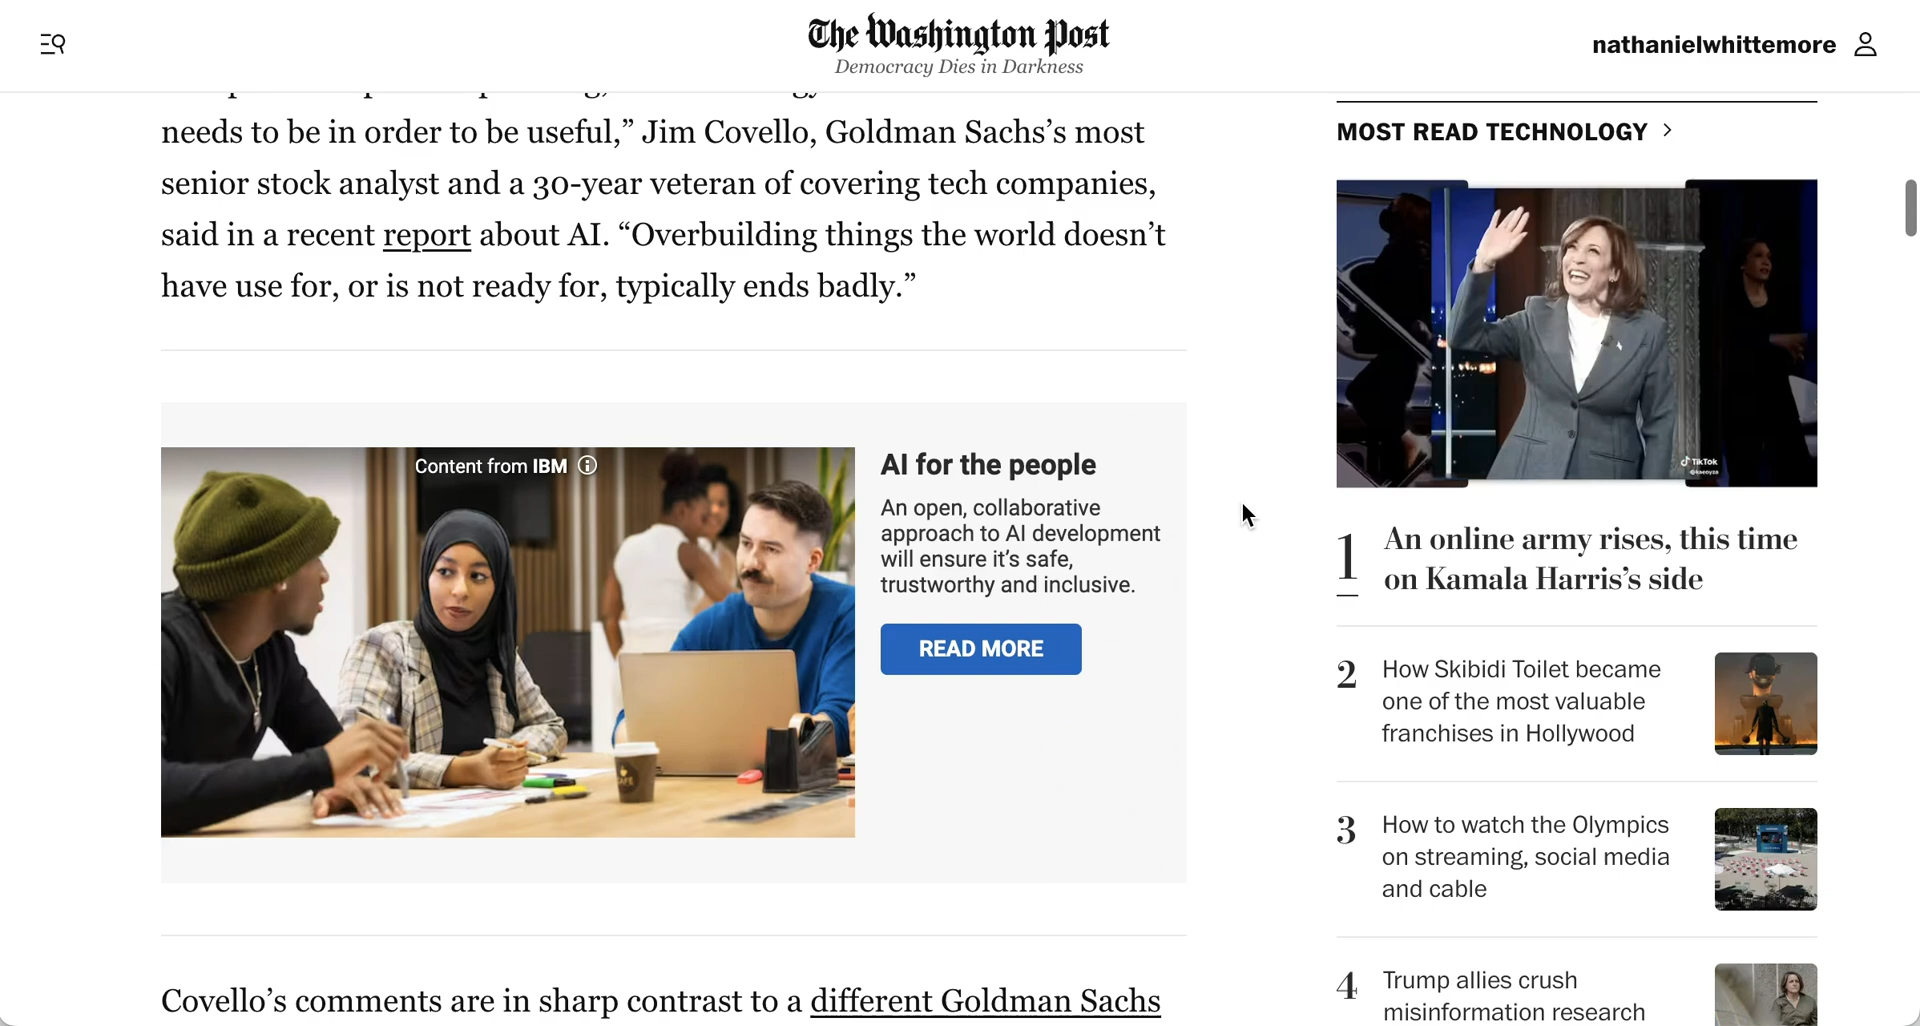 The Washington Post
Democracy Dies in Darkness
nathanielwhittemore
needs to be in order to be useful,” Jim Covello, Goldman Sachs’s most
senior stock analyst and a 30-year veteran of covering tech companies,
said in a recent report about AI. “Overbuilding things the world doesn’t
have use for, or is not ready for, typically ends badly.”
Content from IBM
AI for the people
An open, collaborative
approach to AI development
will ensure it’s safe,
trustworthy and inclusive.
READ MORE
Covello’s comments are in sharp contrast to a different Goldman Sachs
MOST READ TECHNOLOGY
TikTok
1
An online army rises, this time
on Kamala Harris’s side
2
How Skibidi Toilet became
one of the most valuable
franchises in Hollywood
3
How to watch the Olympics
on streaming, social media
and cable
4
Trump allies crush
misinformation research